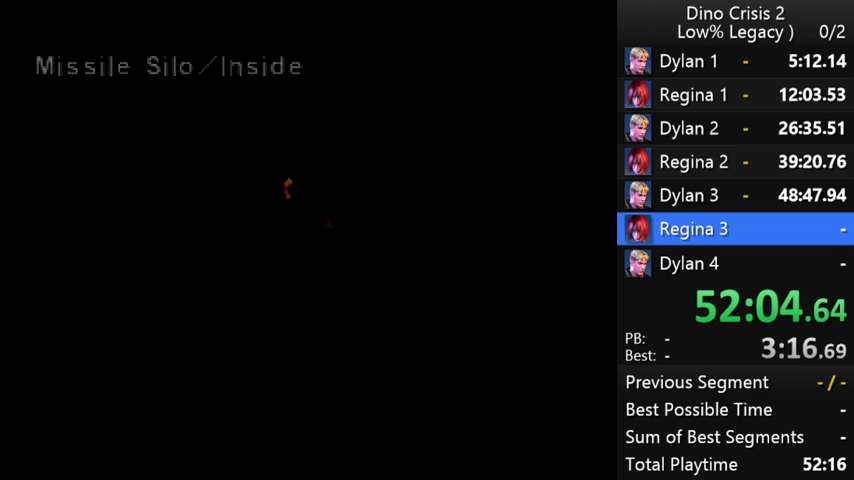 Missile Silo/Inside
Dino Crisis 2
Low% Legacy ) 0/2
Dylan 1 - 5:12.14
Regina 1 - 12:03.53
Dylan 2 - 26:35.51
Regina 2 - 39:20.76
Dylan 3 - 48:47.94
Regina 3 -
Dylan 4 -
52:04.64
PB: -
Best: - 3:16.69
Previous Segment - / -
Best Possible Time -
Sum of Best Segments -
Total Playtime 52:16